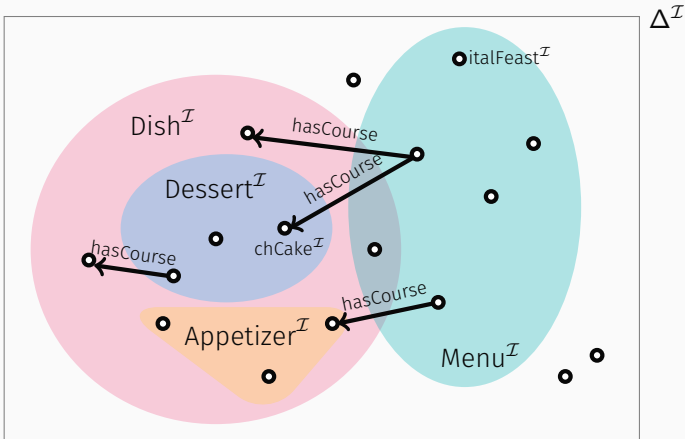 Δ^ℐ
italFeast^ℐ
Dish^ℐ
hasCourse
hasCourse
Dessert^ℐ
chCake^ℐ
hasCourse
hasCourse
Appetizer^ℐ
Menu^ℐ